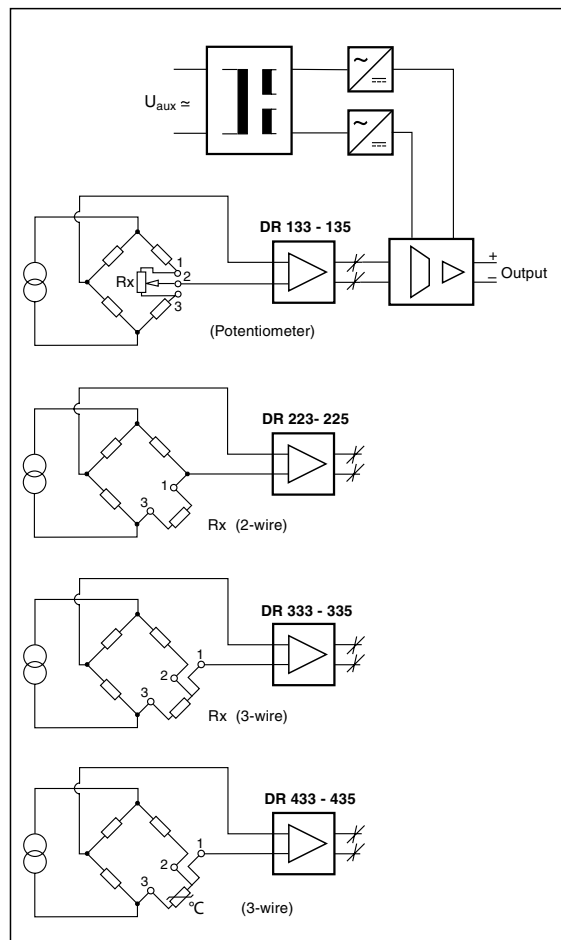 Uaux ≃
DR 133 - 135
1
Rx
2
3
+
–
Output
(Potentiometer)
DR 223- 225
1
3
Rx (2-wire)
DR 333 - 335
1
2
3
Rx (3-wire)
DR 433 - 435
1
2
3
°C
(3-wire)